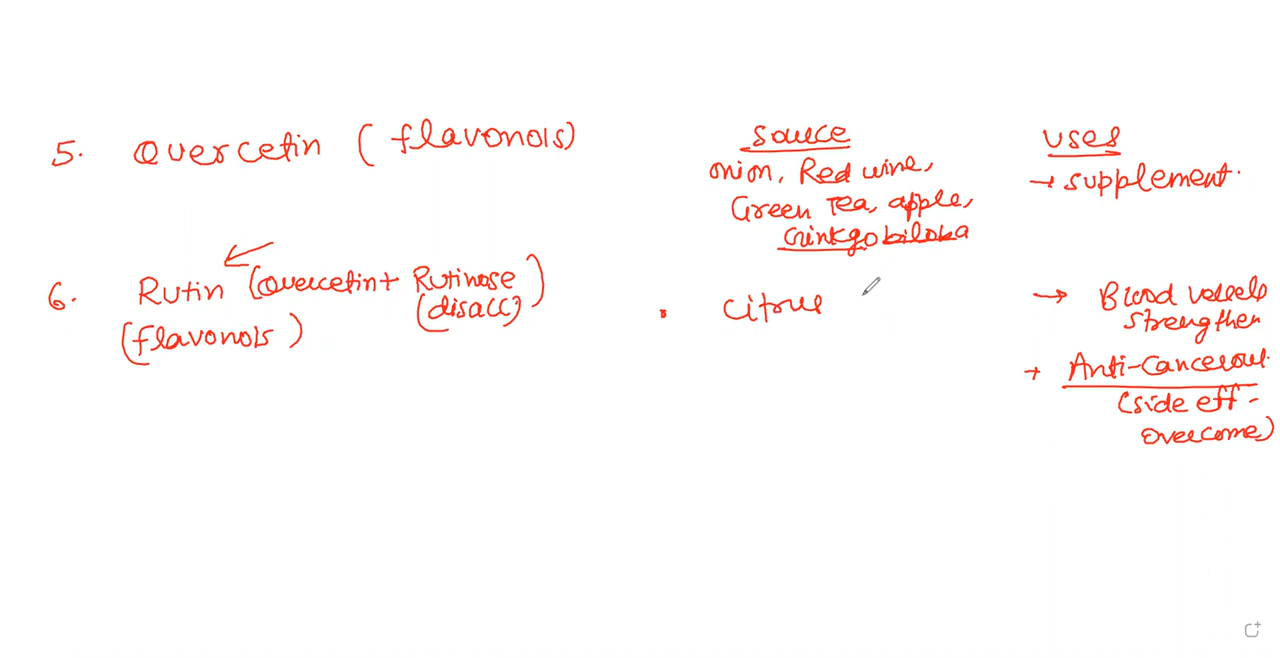 5. Quercetin (flavonols)
Souce
Onion, Red wine,
Green Tea, apple,
Ginkgo biloba
Uses
→ Supplement.
6. Rutin (Quercetin + Rutinose
(disacc)
)
(flavonols)
Citrus
→ Blood vessels
strengthen
+ Anti-Cancerous.
(side eff-
overcome)